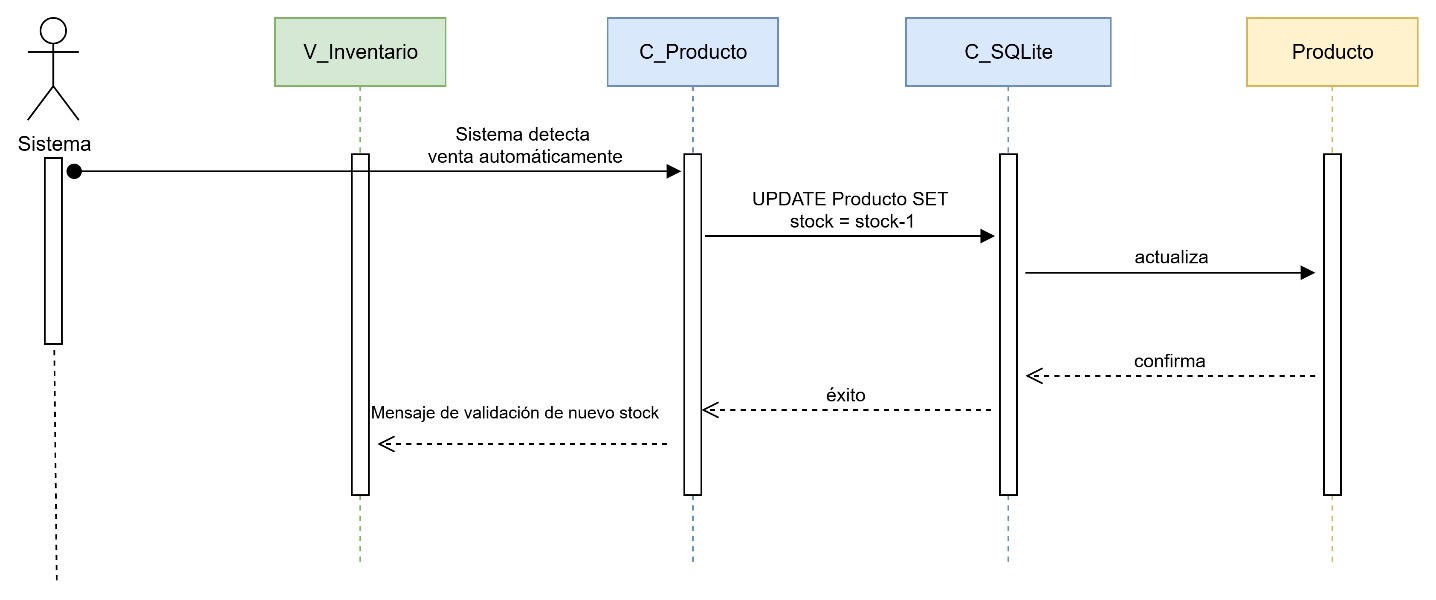 V_Inventario
C_Producto
C_SQLite
Producto
Sistema
Sistema detecta
venta automáticamente
UPDATE Producto SET
stock = stock-1
actualiza
confirma
éxito
Mensaje de validación de nuevo stock